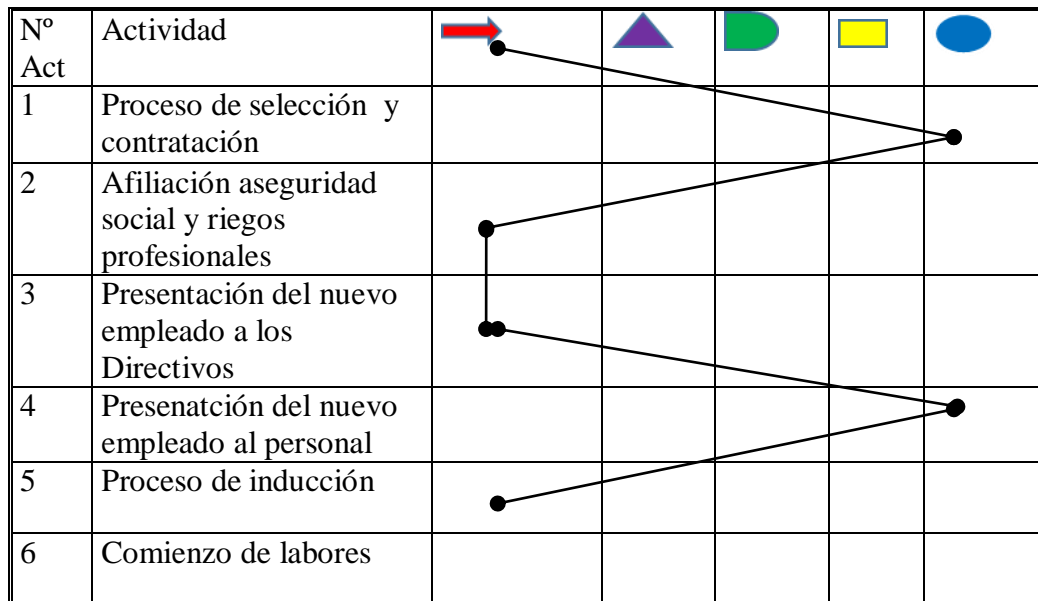 Nº Actividad
Act
1 Proceso de selección y
contratación
2 Afiliación aseguridad
social y riegos
profesionales
3 Presentación del nuevo
empleado a los
Directivos
4 Presenatción del nuevo
empleado al personal
5 Proceso de inducción
6 Comienzo de labores